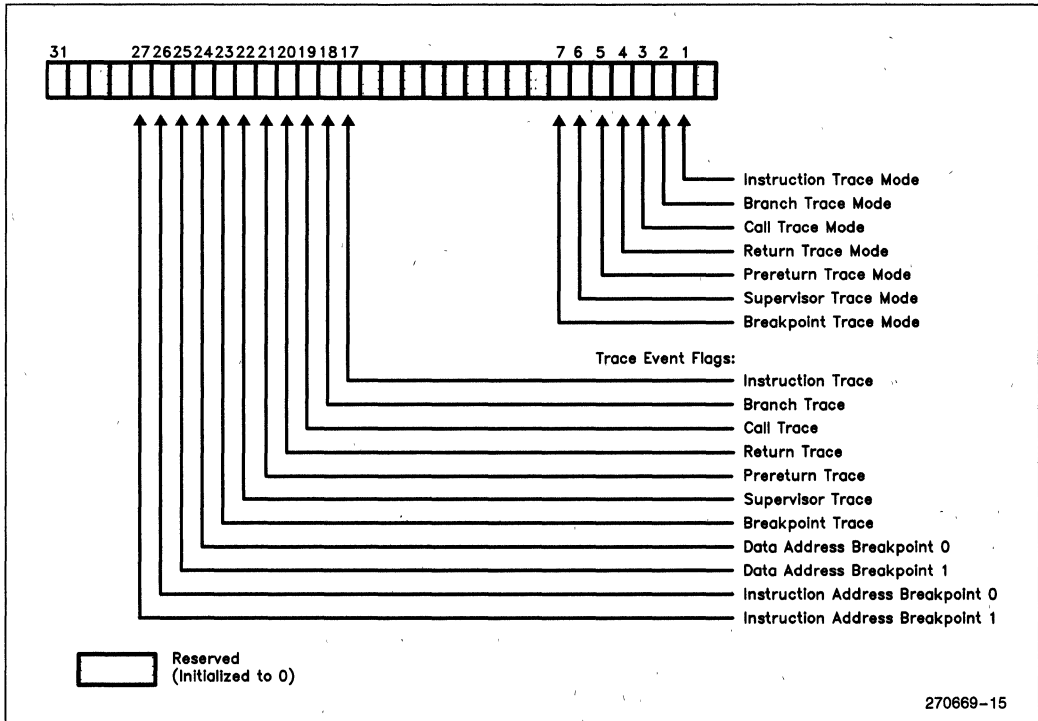 31 27 26 25 24 23 22 21 20 19 18 17 7 6 5 4 3 2 1
Instruction Trace Mode
Branch Trace Mode
Call Trace Mode
Return Trace Mode
Prereturn Trace Mode
Supervisor Trace Mode
Breakpoint Trace Mode
Trace Event Flags:
Instruction Trace
Branch Trace
Call Trace
Return Trace
Prereturn Trace
Supervisor Trace
Breakpoint Trace
Data Address Breakpoint 0
Data Address Breakpoint 1
Instruction Address Breakpoint 0
Instruction Address Breakpoint 1
Reserved
(Initialized to 0)
270669-15